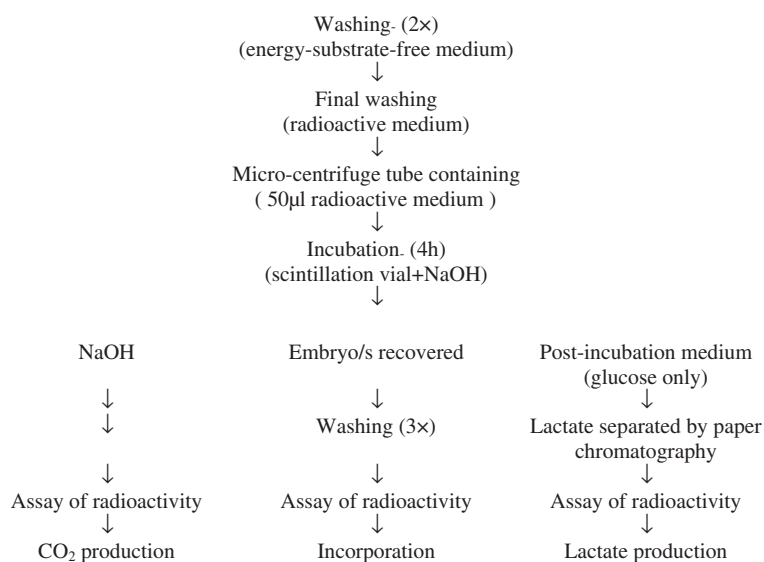 Washing- (2×)
(energy-substrate-free medium)
↓
Final washing
(radioactive medium)
↓
Micro-centrifuge tube containing
( 50µl radioactive medium )
↓
Incubation- (4h)
(scintillation vial+NaOH)
↓
NaOH Embryo/s recovered Post-incubation medium
(glucose only)
↓ ↓ ↓
↓ Washing (3×) Lactate separated by paper
chromatography
↓ ↓ ↓
Assay of radioactivity Assay of radioactivity Assay of radioactivity
↓ ↓ ↓
CO₂ production Incorporation Lactate production